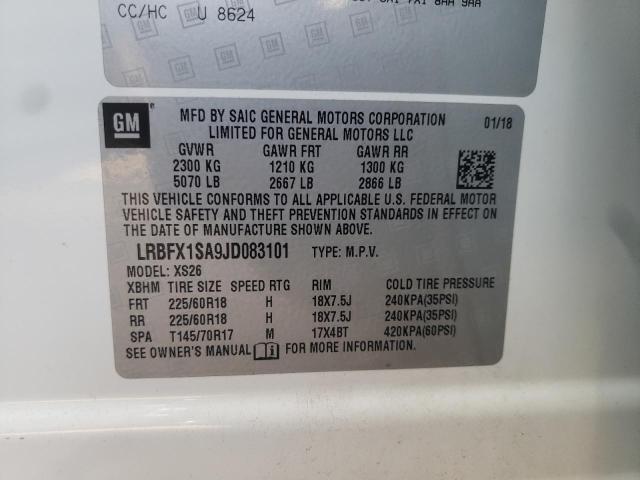 CC/HC U 8624
8AA 9AA
GM
MFD BY SAIC GENERAL MOTORS CORPORATION
LIMITED FOR GENERAL MOTORS LLC
01/18
GVWR GAWR FRT GAWR RR
2300 KG 1210 KG 1300 KG
5070 LB 2667 LB 2866 LB
THIS VEHICLE CONFORMS TO ALL APPLICABLE U.S. FEDERAL MOTOR
VEHICLE SAFETY AND THEFT PREVENTION STANDARDS IN EFFECT ON
THE DATE OF MANUFACTURE SHOWN ABOVE.
LRBFX1SA9JD083101 TYPE: M.P.V.
MODEL: XS26
XBHM TIRE SIZE SPEED RTG RIM COLD TIRE PRESSURE
FRT 225/60R18 H 18X7.5J 240KPA(35PSI)
RR 225/60R18 H 18X7.5J 240KPA(35PSI)
SPA T145/70R17 M 17X4BT 420KPA(60PSI)
SEE OWNER'S MANUAL FOR MORE INFORMATION